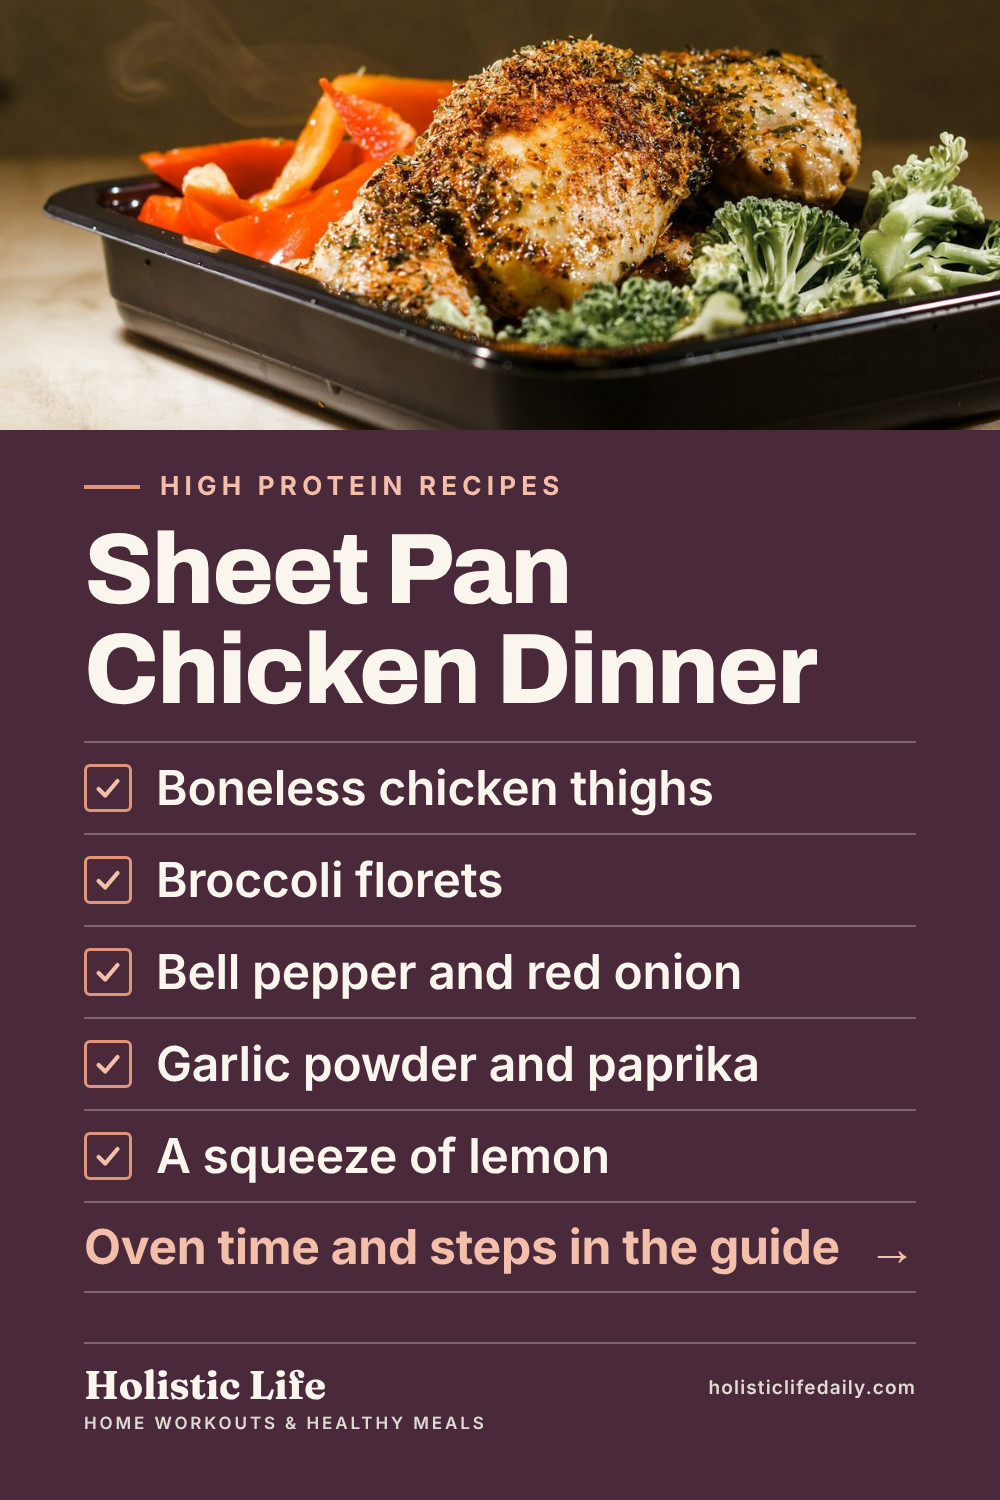 HIGH PROTEIN RECIPES
Sheet Pan
Chicken Dinner
Boneless chicken thighs
Broccoli florets
Bell pepper and red onion
Garlic powder and paprika
A squeeze of lemon
Oven time and steps in the guide →
Holistic Life
holisticlifedaily.com
HOME WORKOUTS & HEALTHY MEALS